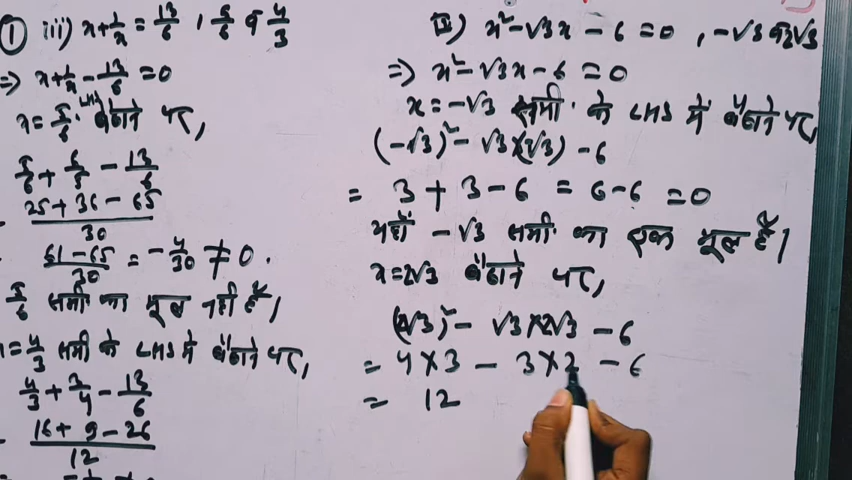 ① iii) x+1/x = 13/6 , 5/6 व 4/3
⇒ x+1/x - 13/6 = 0
x = 5/6 LHS में बैठाने पर,
5/6 + 6/5 - 13/6
25 + 36 - 65 / 30
61 - 65 / 30 = -4/30 ≠ 0.
5/6 समी का मूल नहीं है।
x = 4/3 समी के LHS में बैठाने पर,
4/3 + 3/4 - 13/6
16 + 9 - 26 / 12
x² - √3x - 6 = 0 , -√3 व 2√3
⇒ x² - √3x - 6 = 0
x = -√3 समी. के LHS में बैठाने पर,
(-√3)² - √3×(√3) - 6
= 3 + 3 - 6 = 6 - 6 = 0
यहाँ -√3 समी. का एक मूल है।
x = 2√3 बैठाने पर,
(2√3)² - √3×2√3 - 6
= 4×3 - 3×2 - 6
= 12